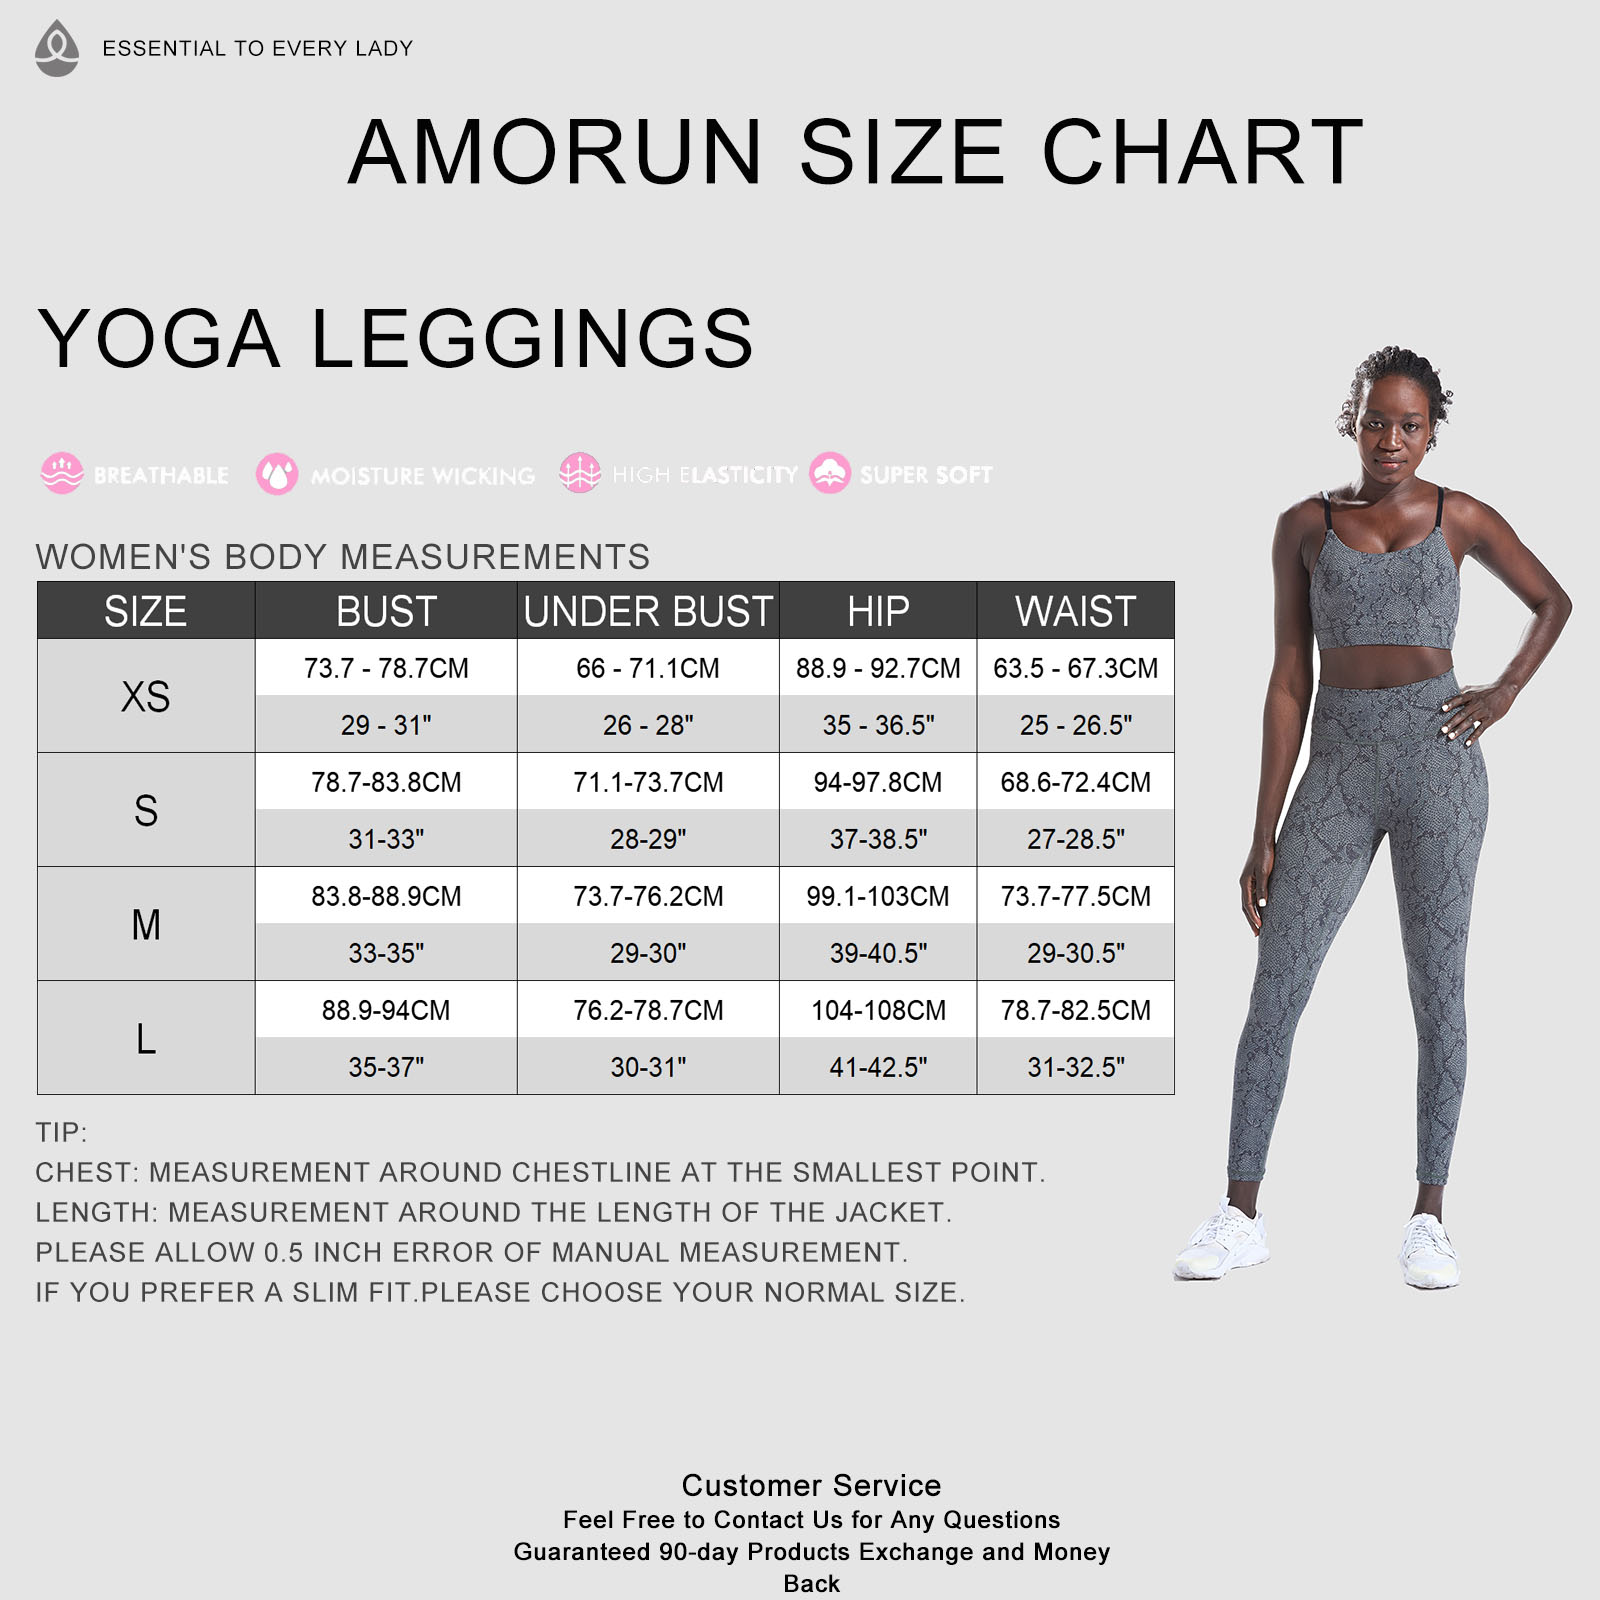 ESSENTIAL TO EVERY LADY
AMORUN SIZE CHART
YOGA LEGGINGS
BREATHABLE MOISTURE WICKING HIGH ELASTICITY SUPER SOFT
WOMEN'S BODY MEASUREMENTS
SIZE BUST UNDER BUST HIP WAIST
XS
73.7 - 78.7CM 66 - 71.1CM 88.9 - 92.7CM 63.5 - 67.3CM
29 - 31" 26 - 28" 35 - 36.5" 25 - 26.5"
S
78.7-83.8CM 71.1-73.7CM 94-97.8CM 68.6-72.4CM
31-33" 28-29" 37-38.5" 27-28.5"
M
83.8-88.9CM 73.7-76.2CM 99.1-103CM 73.7-77.5CM
33-35" 29-30" 39-40.5" 29-30.5"
L
88.9-94CM 76.2-78.7CM 104-108CM 78.7-82.5CM
35-37" 30-31" 41-42.5" 31-32.5"
TIP:
CHEST: MEASUREMENT AROUND CHESTLINE AT THE SMALLEST POINT.
LENGTH: MEASUREMENT AROUND THE LENGTH OF THE JACKET.
PLEASE ALLOW 0.5 INCH ERROR OF MANUAL MEASUREMENT.
IF YOU PREFER A SLIM FIT.PLEASE CHOOSE YOUR NORMAL SIZE.
Customer Service
Feel Free to Contact Us for Any Questions
Guaranteed 90-day Products Exchange and Money
Back